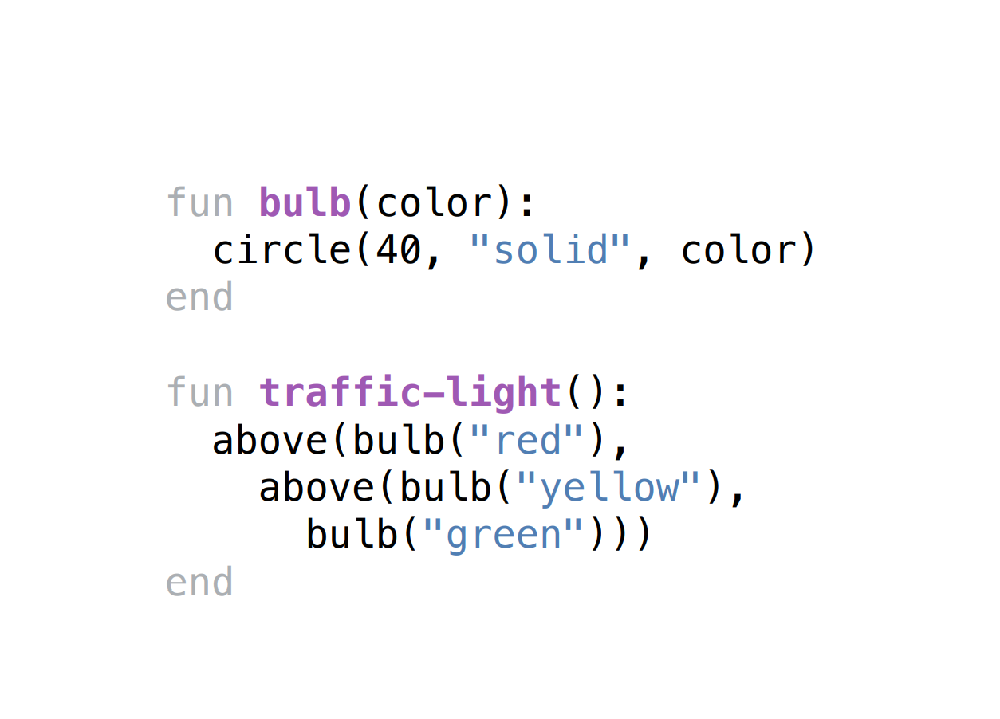 fun bulb(color):
  circle(40, "solid", color)
end

fun traffic-light():
  above(bulb("red"),
    above(bulb("yellow"),
      bulb("green")))
end